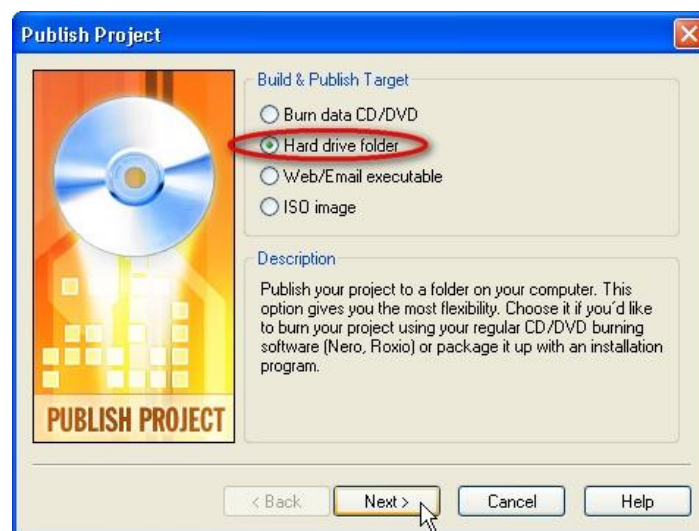 Publish Project
Build & Publish Target
Burn data CD/DVD
Hard drive folder
Web/Email executable
ISO image
Description
Publish your project to a folder on your computer. This
option gives you the most flexibility. Choose it if you´d like
to burn your project using your regular CD/DVD burning
software (Nero, Roxio) or package it up with an installation
program.
PUBLISH PROJECT
< Back
Next >
Cancel
Help